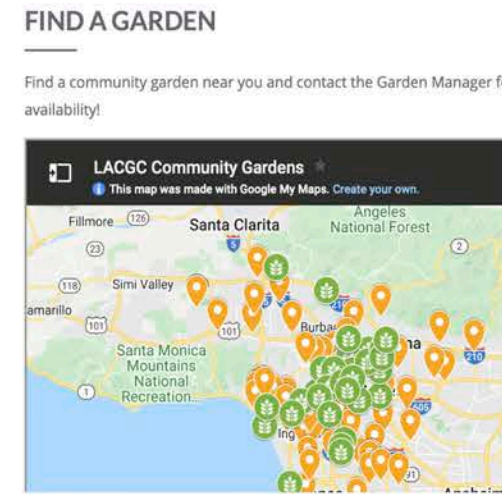 FIND A GARDEN
Find a community garden near you and contact the Garden Manager f
availability!
LACGC Community Gardens
This map was made with Google My Maps. Create your own.
Fillmore
126
Santa Clarita
Angeles
National Forest
23
5
2
118
Simi Valley
amarillo
101
101
Burba
210
Santa Monica
Mountains
National
Recreation...
1
605
Ing
91
Anaheim